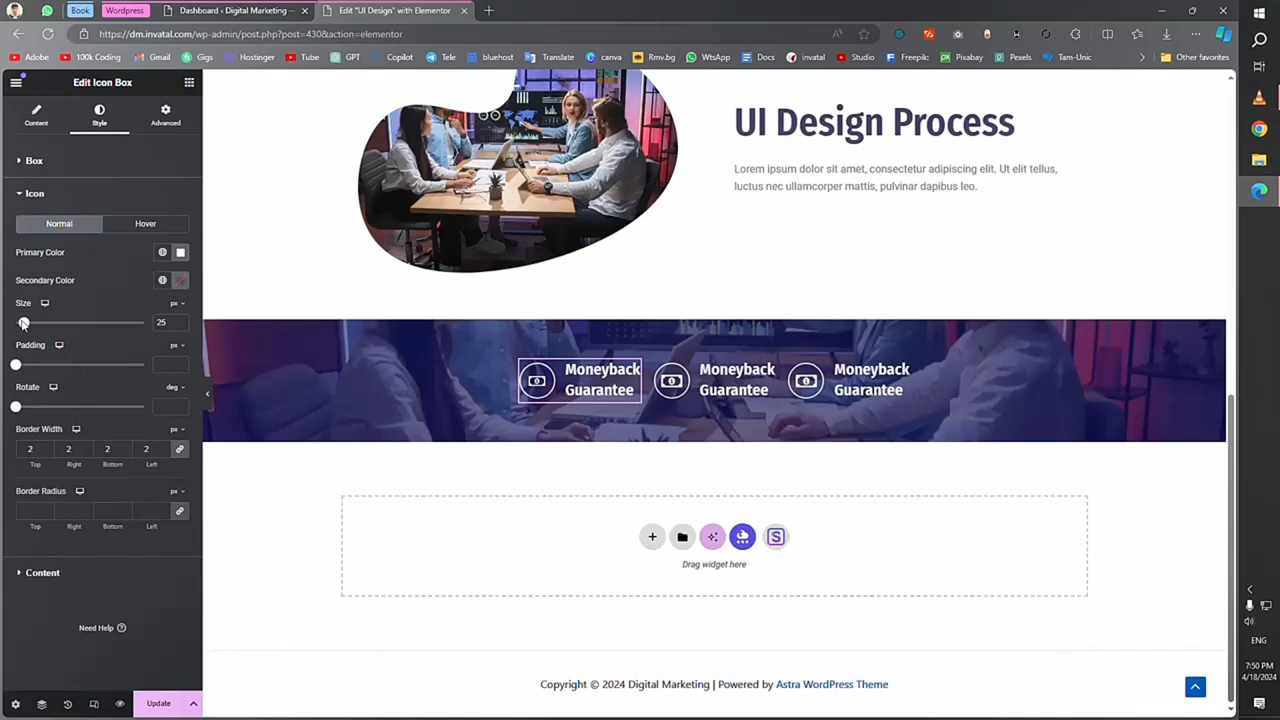 Book
Wordpress
Dashboard ‹ Digital Marketing —
Edit "UI Design" with Elementor
https://dm.invatal.com/wp-admin/post.php?post=430&action=elementor
Adobe
100k Coding
Gmail
Gigs
Hostinger
Youtube
GPT
Copilot
Tele
bluehost
Translate
canva
Rmv.bg
WtsApp
Docs
invatal
Studio
Freepik
Pixabay
Pexels
Tam-Unic
Other favorites
Edit Icon Box
Content
Style
Advanced
Box
Icon
Normal
Hover
Primary Color
Secondary Color
Size
px
25
Padding
px
Rotate
deg
Border Width
px
2 2 2 2
Top Right Bottom Left
Border Radius
px
Top Right Bottom Left
Content
Need Help
Update
UI Design Process
Lorem ipsum dolor sit amet, consectetur adipiscing elit. Ut elit tellus,
luctus nec ullamcorper mattis, pulvinar dapibus leo.
Moneyback
Guarantee
Moneyback
Guarantee
Moneyback
Guarantee
Drag widget here
Copyright © 2024 Digital Marketing | Powered by Astra WordPress Theme
ENG
7:50 PM
4/18/2024